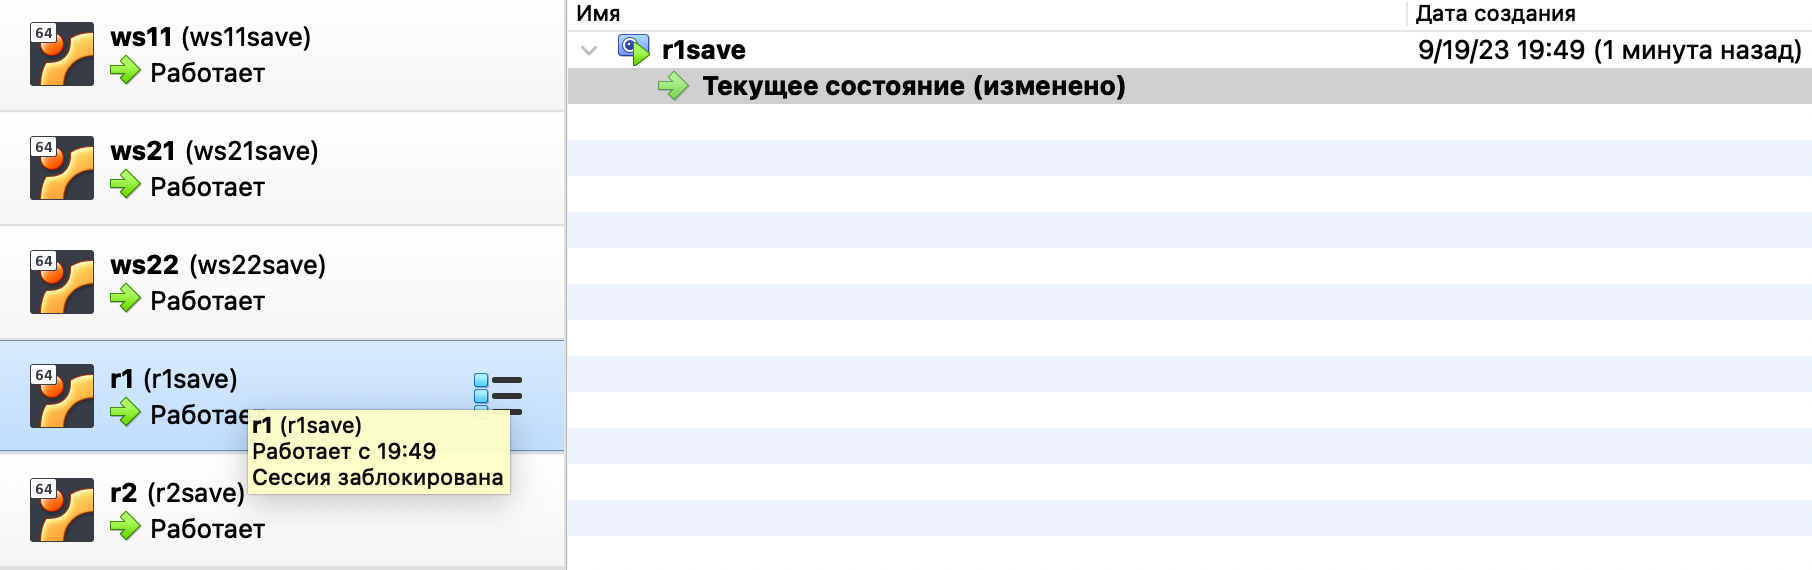 64
ws11 (ws11save)
Работает
64
ws21 (ws21save)
Работает
64
ws22 (ws22save)
Работает
64
r1 (r1save)
Работае
r1 (r1save)
Работает с 19:49
Сессия заблокирована
64
r2 (r2save)
Работает
Имя Дата создания
r1save 9/19/23 19:49 (1 минута назад)
Текущее состояние (изменено)